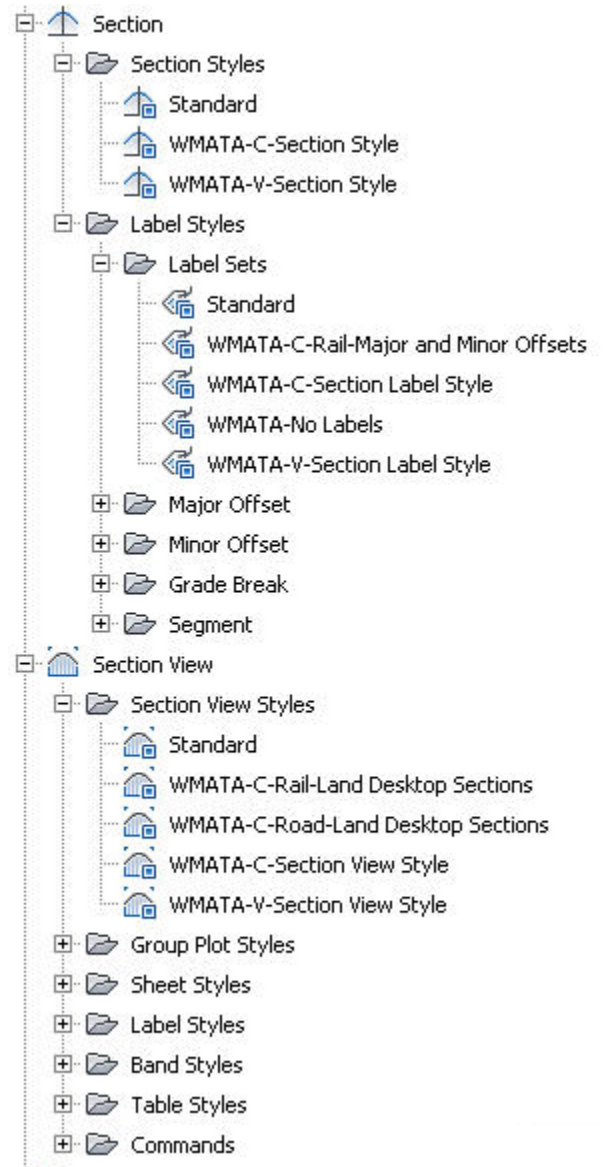 Section
Section Styles
Standard
WMATA-C-Section Style
WMATA-V-Section Style
Label Styles
Label Sets
Standard
WMATA-C-Rail-Major and Minor Offsets
WMATA-C-Section Label Style
WMATA-No Labels
WMATA-V-Section Label Style
Major Offset
Minor Offset
Grade Break
Segment
Section View
Section View Styles
Standard
WMATA-C-Rail-Land Desktop Sections
WMATA-C-Road-Land Desktop Sections
WMATA-C-Section View Style
WMATA-V-Section View Style
Group Plot Styles
Sheet Styles
Label Styles
Band Styles
Table Styles
Commands